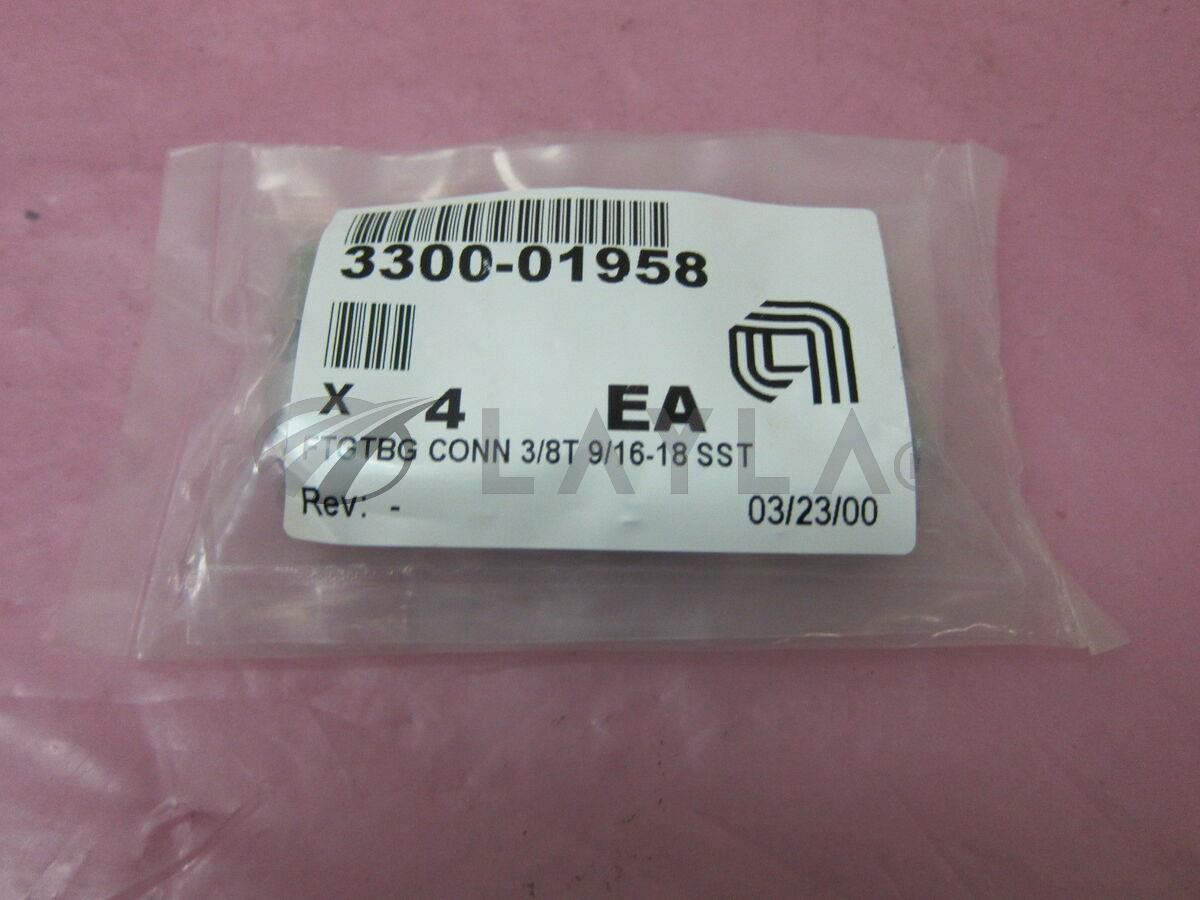 3300-01958
X 4 EA
FTGTBG CONN 3/8T 9/16-18 SST
LAYLA
Rev: - 03/23/00